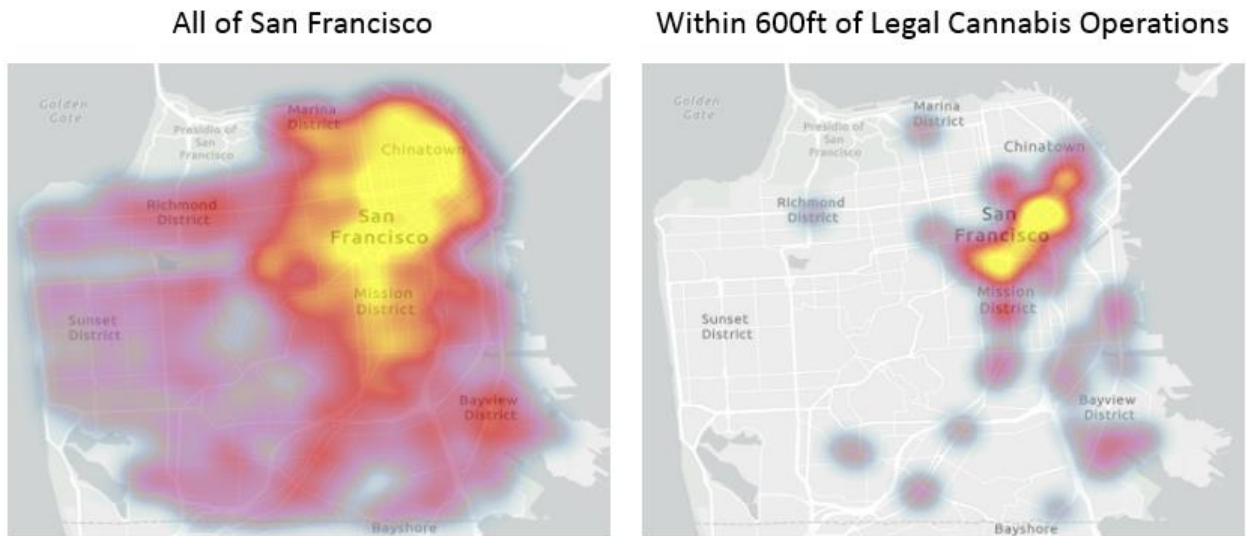 All of San Francisco
Within 600ft of Legal Cannabis Operations
Golden
Gate
Marina
District
Presidio of
San
Francisco
Chinatown
Richmond
District
San
Francisco
Mission
District
Sunset
District
Bayview
District
Bayshore
Golden
Gate
Marina
District
Presidio of
San
Francisco
Chinatown
Richmond
District
San
Francisco
Mission
District
Sunset
District
Bayview
District
Bayshore